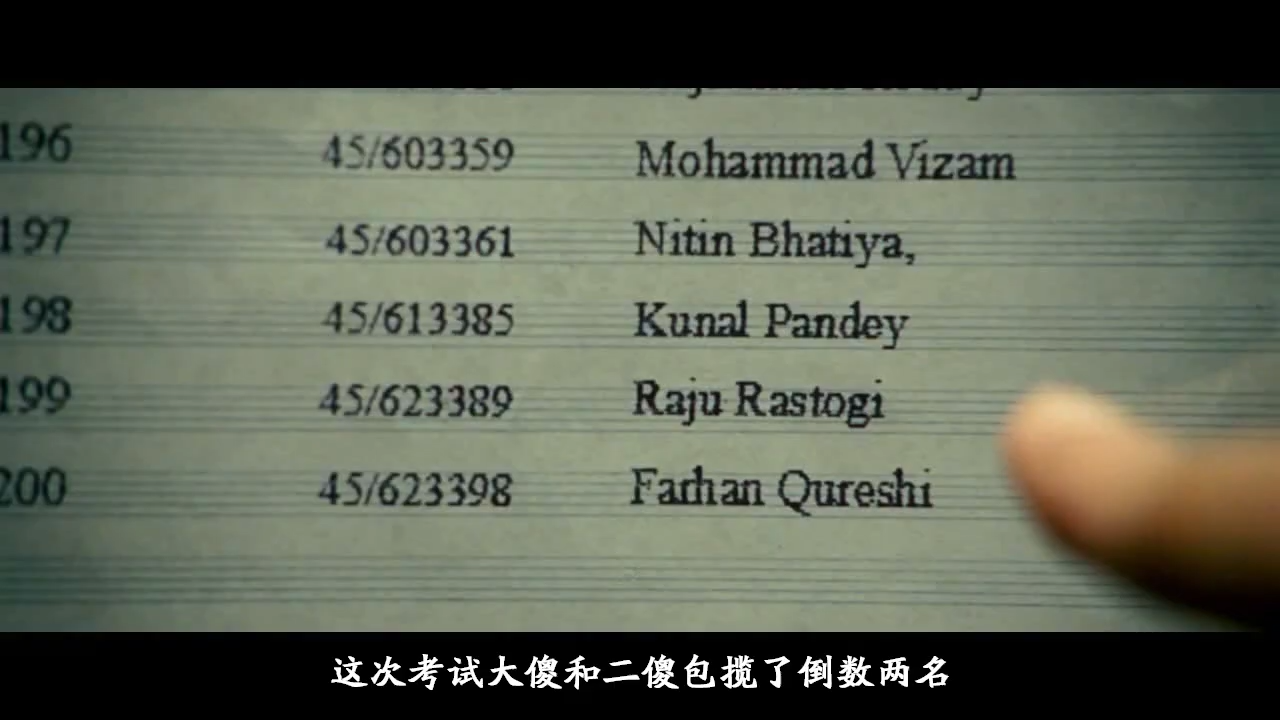 196 45/603359 Mohammad Vizam
197 45/603361 Nitin Bhatiya,
198 45/613385 Kunal Pandey
199 45/623389 Raju Rastogi
200 45/623398 Farhan Qureshi
这次考试大傻和二傻包揽了倒数两名